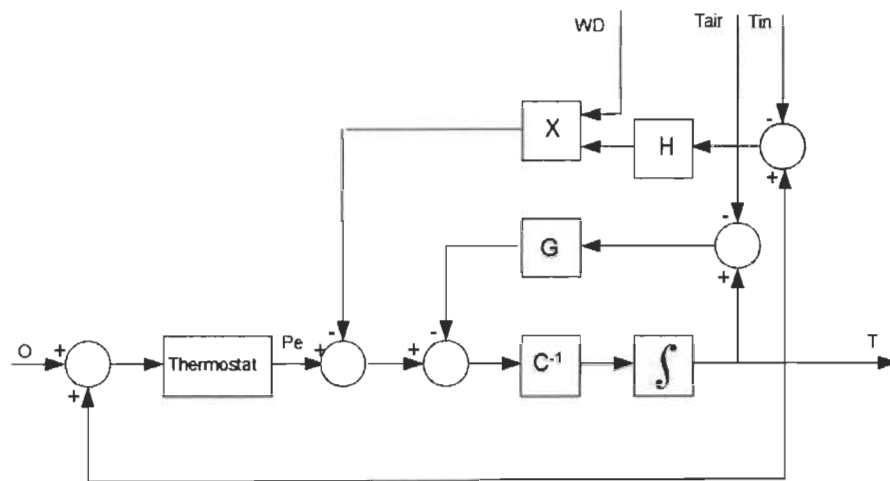 WD
Tair Tin
-
X
H
+
-
G
+
-
-
O
+
Thermostat
Pe
+
+
C⁻¹
∫
T
+
+